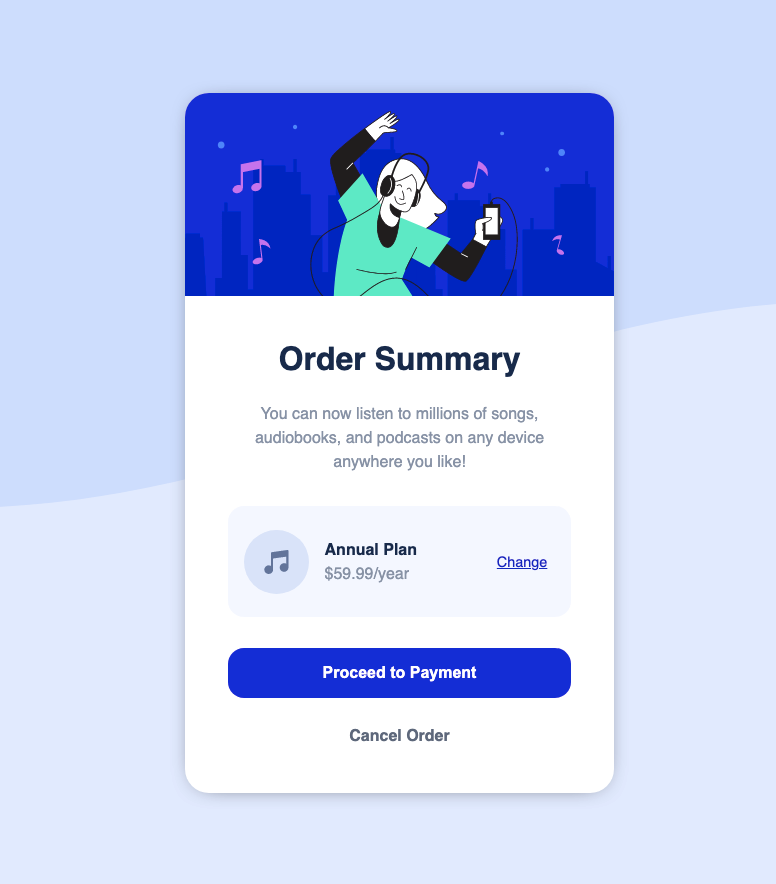 Order Summary
You can now listen to millions of songs,
audiobooks, and podcasts on any device
anywhere you like!
Annual Plan
$59.99/year
Change
Proceed to Payment
Cancel Order